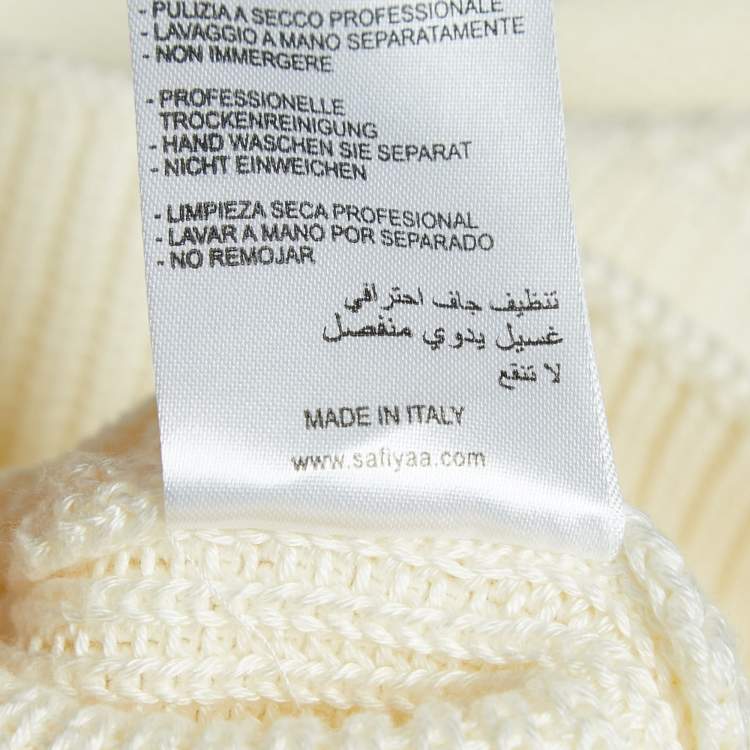 - PULIZIA A SECCO PROFESSIONALE
- LAVAGGIO A MANO SEPARATAMENTE
- NON IMMERGERE
- PROFESSIONELLE
TROCKENREINIGUNG
- HAND WASCHEN SIE SEPARAT
- NICHT EINWEICHEN
- LIMPIEZA SECA PROFESIONAL
- LAVAR A MANO POR SEPARADO
- NO REMOJAR
تنظيف جاف احترافي
غسيل يدوي منفصل
لا تنقع
MADE IN ITALY
www.safiyaa.com